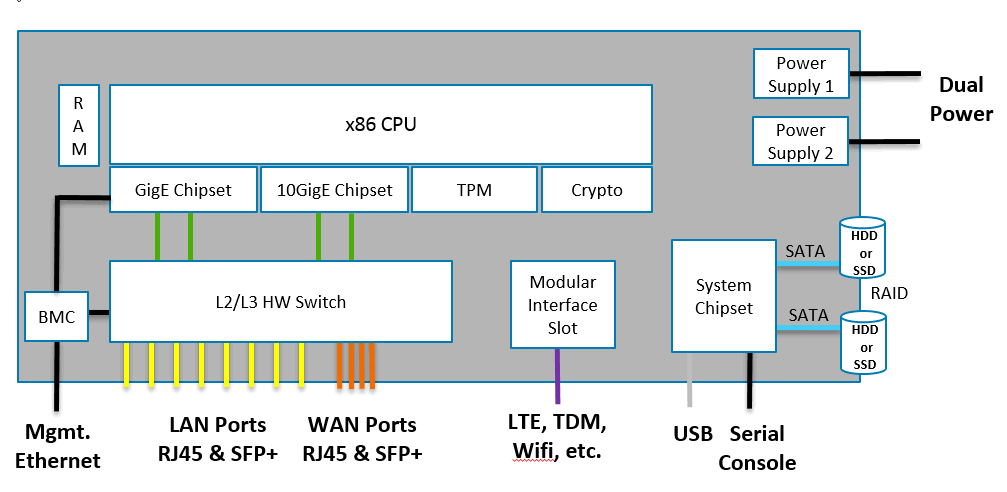 R
A
M
x86 CPU
GigE Chipset
10GigE Chipset
TPM
Crypto
Power
Supply 1
Power
Supply 2
Dual
Power
BMC
L2/L3 HW Switch
Modular
Interface
Slot
System
Chipset
SATA
SATA
HDD
or
SSD
RAID
HDD
or
SSD
Mgmt.
Ethernet
LAN Ports
RJ45 & SFP+
WAN Ports
RJ45 & SFP+
LTE, TDM,
Wifi, etc.
USB
Serial
Console